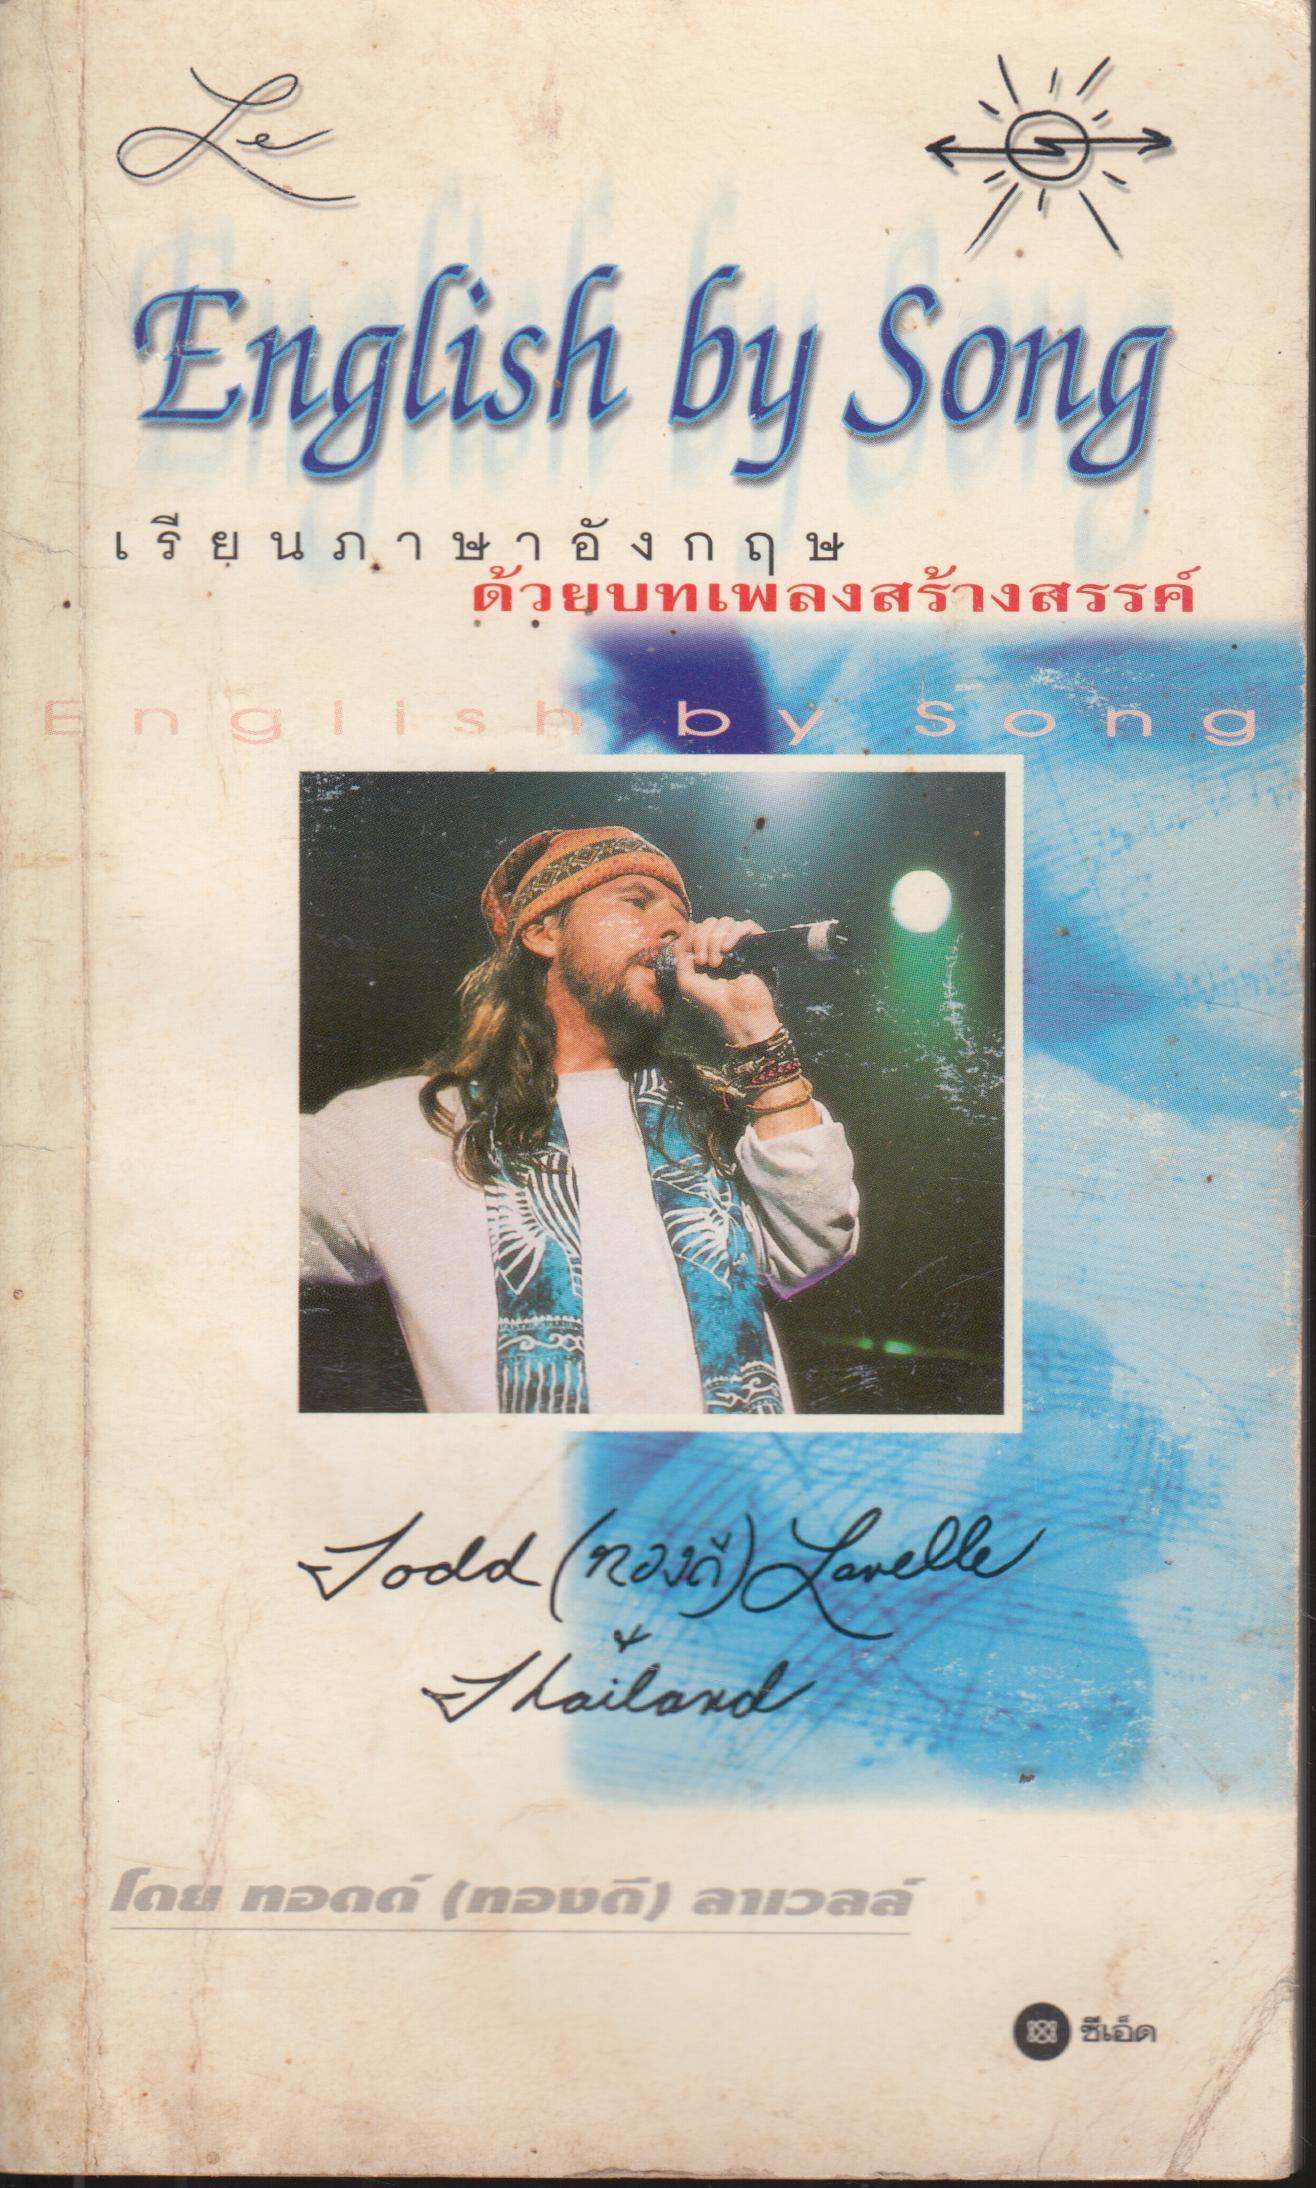 Le
English by Song
เรียนภาษาอังกฤษ
ด้วยบทเพลงสร้างสรรค์
English by Song
Todd (ทองดี) Lavelle
&
Thailand
โดย ทอดด์ (ทองดี) ลาเวลล์
ซีเอ็ด